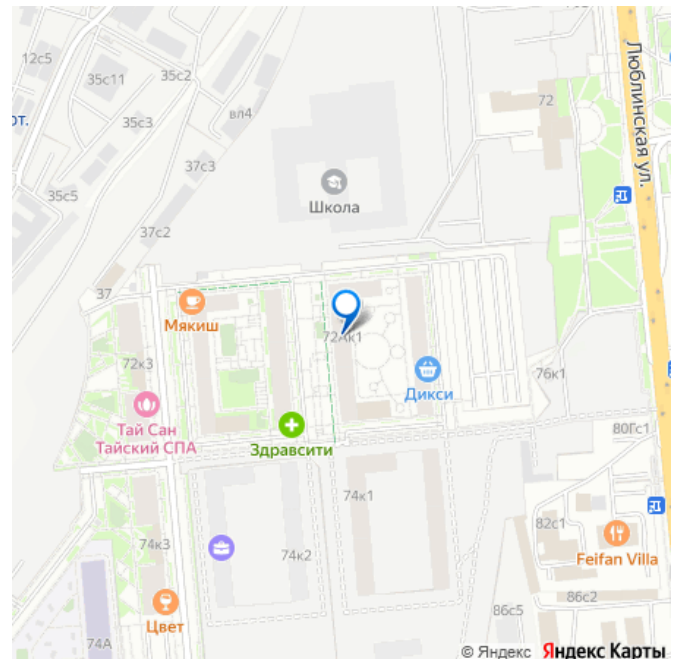 12с5
35с11
35с2
от.
35с3
вл4
72
Люблинская ул.
37с3
35с5
Школа
37с2
37
Мякиш
72Ак1
72к3
Дикси
76к1
Тай Сан
Тайский СПА
Здравсити
80Гс1
74к1
82с1
74к3
74к2
Feifan Villa
86с2
86с5
Цвет
74А
© Яндекс Яндекс Карты